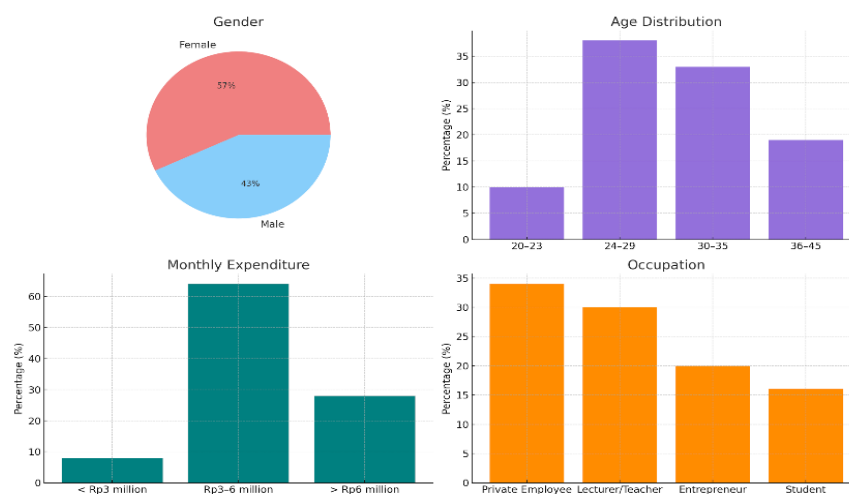 Gender
Female
57%
43%
Male
Age Distribution
Percentage (%)
35
30
25
20
15
10
5
0
20–23
24–29
30–35
36–45
Monthly Expenditure
Percentage (%)
60
50
40
30
20
10
0
< Rp3 million
Rp3–6 million
> Rp6 million
Occupation
Percentage (%)
35
30
25
20
15
10
5
0
Private Employee
Lecturer/Teacher
Entrepreneur
Student